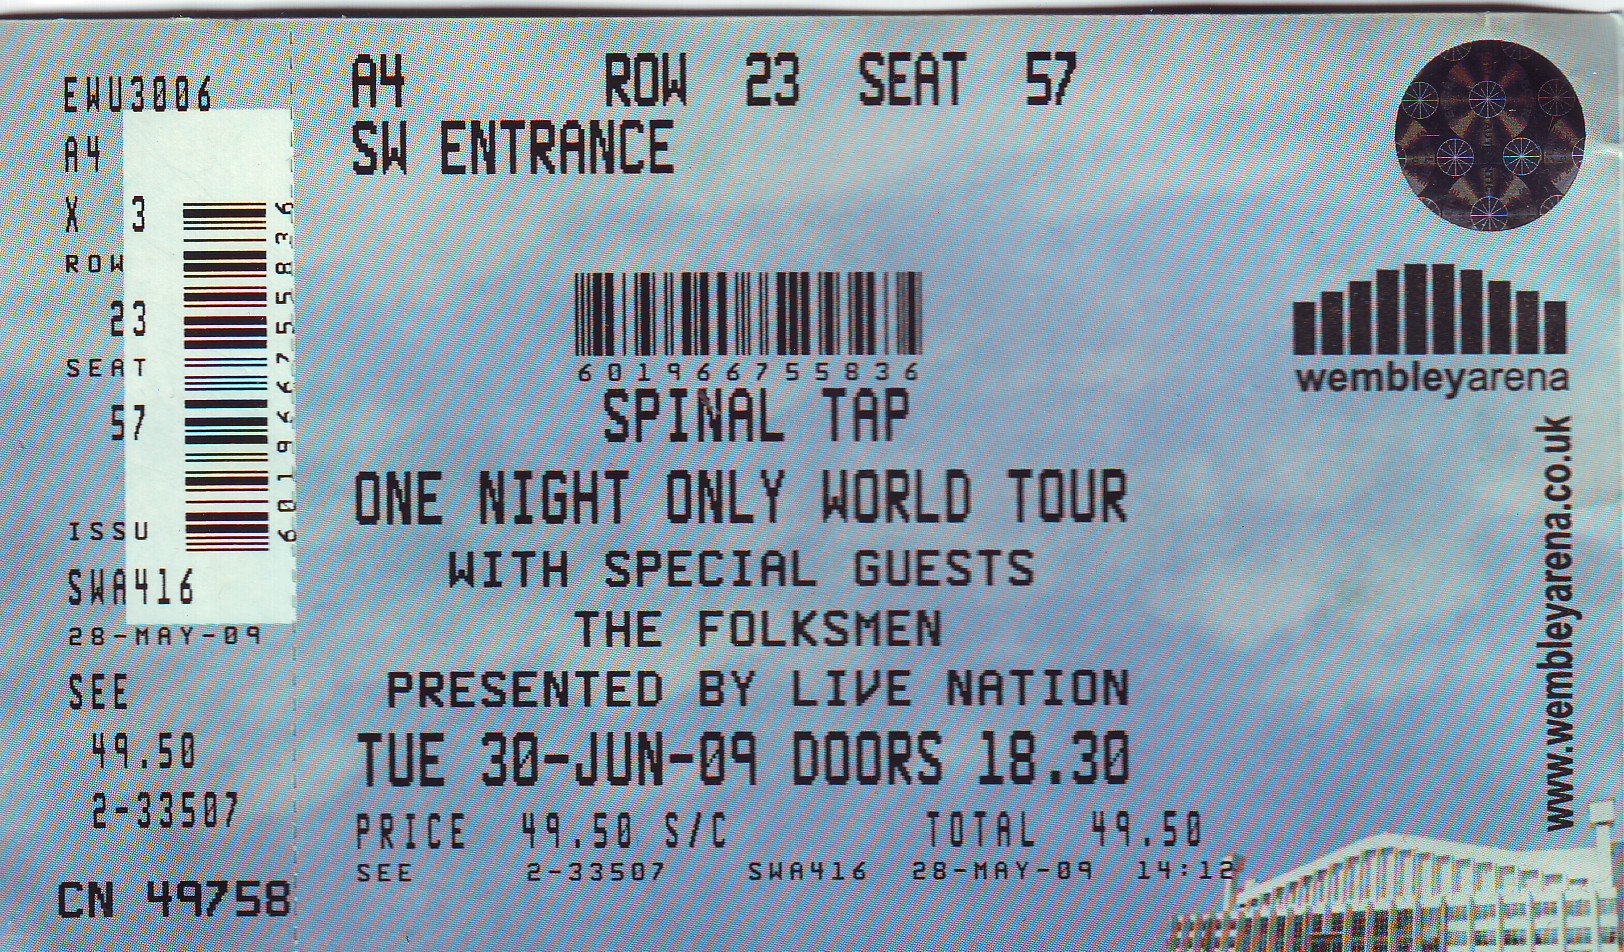 EWU3006
A4
X 3
ROW
23
SEAT
57
ISSU
SWA416
28-MAY-09
SEE
49.50
2-33507
CN 49758
601966755836
A4 ROW 23 SEAT 57
SW ENTRANCE
601966755836
SPINAL TAP
ONE NIGHT ONLY WORLD TOUR
WITH SPECIAL GUESTS
THE FOLKSMEN
PRESENTED BY LIVE NATION
TUE 30-JUN-09 DOORS 18.30
PRICE 49.50 S/C TOTAL 49.50
SEE 2-33507 SWA416 28-MAY-09 14:12
wembleyarena
www.wembleyarena.co.uk